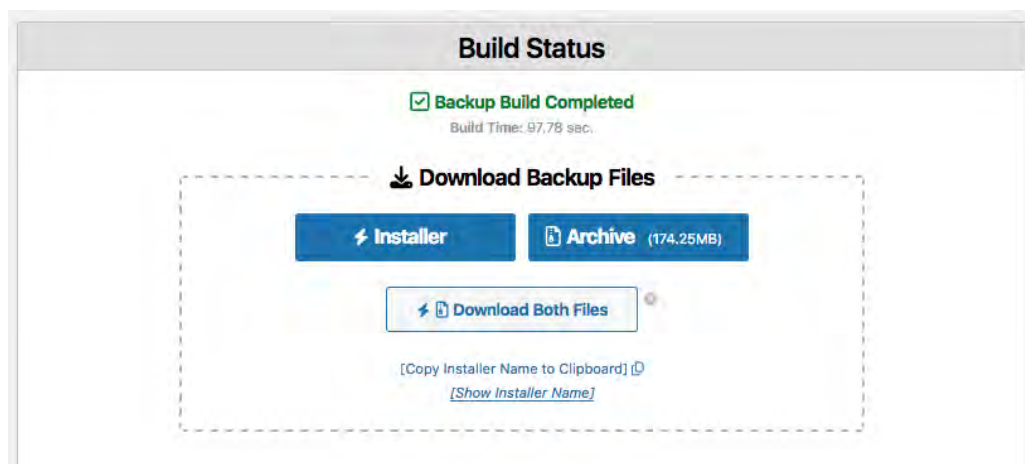 Build Status
Backup Build Completed
Build Time: 97.78 sec.
Download Backup Files
Installer
Archive (174.25MB)
Download Both Files
[Copy Installer Name to Clipboard]
[Show Installer Name]